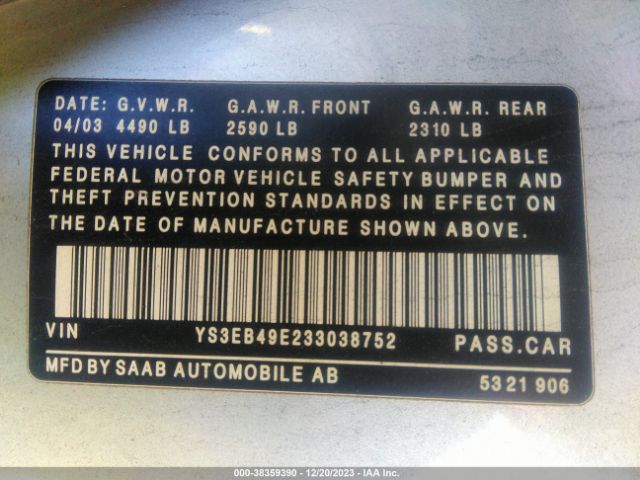 DATE: G.V.W.R. G.A.W.R. FRONT G.A.W.R. REAR
04/03 4490 LB 2590 LB 2310 LB
THIS VEHICLE CONFORMS TO ALL APPLICABLE
FEDERAL MOTOR VEHICLE SAFETY BUMPER AND
THEFT PREVENTION STANDARDS IN EFFECT ON
THE DATE OF MANUFACTURE SHOWN ABOVE.
VIN YS3EB49E233038752 PASS.CAR
MFD BY SAAB AUTOMOBILE AB 53 21 906
000-38359390 - 12/20/2023 - IAA Inc.